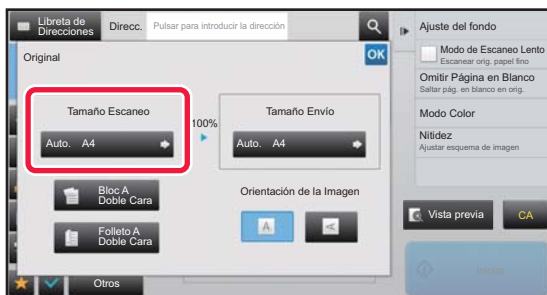 Libreta de
Direcciones
Direcc.
Pulsar para introducir la dirección
Original
OK
Tamaño Escaneo
Auto. A4
100%
Tamaño Envío
Auto. A4
Bloc A
Doble Cara
Folleto A
Doble Cara
Orientación de la Imagen
A
A
Otros
Ajuste del fondo
Modo de Escaneo Lento
Escanear orig. papel fino
Omitir Página en Blanco
Saltar pág. en blanco en orig.
Modo Color
Nitidez
Ajustar esquema de imagen
Vista previa
CA
Iniciar